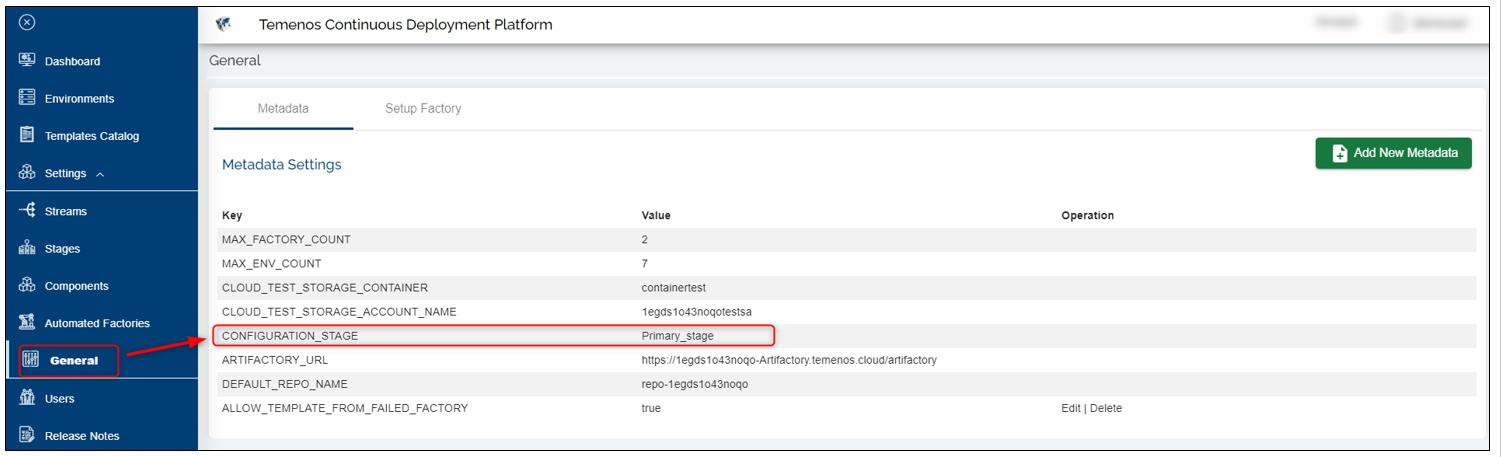 Temenos Continuous Deployment Platform
Dashboard
Environments
Templates Catalog
Settings
Streams
Stages
Components
Automated Factories
General
Users
Release Notes
General
Metadata Setup Factory
Metadata Settings
Add New Metadata
Key Value Operation
MAX_FACTORY_COUNT 2
MAX_ENV_COUNT 7
CLOUD_TEST_STORAGE_CONTAINER containertest
CLOUD_TEST_STORAGE_ACCOUNT_NAME 1egds1o43noqotestsa
CONFIGURATION_STAGE Primary_stage
ARTIFACTORY_URL https://1egds1o43noqo-Artifactory.temenos.cloud/artifactory
DEFAULT_REPO_NAME repo-1egds1o43noqo
ALLOW_TEMPLATE_FROM_FAILED_FACTORY true Edit | Delete